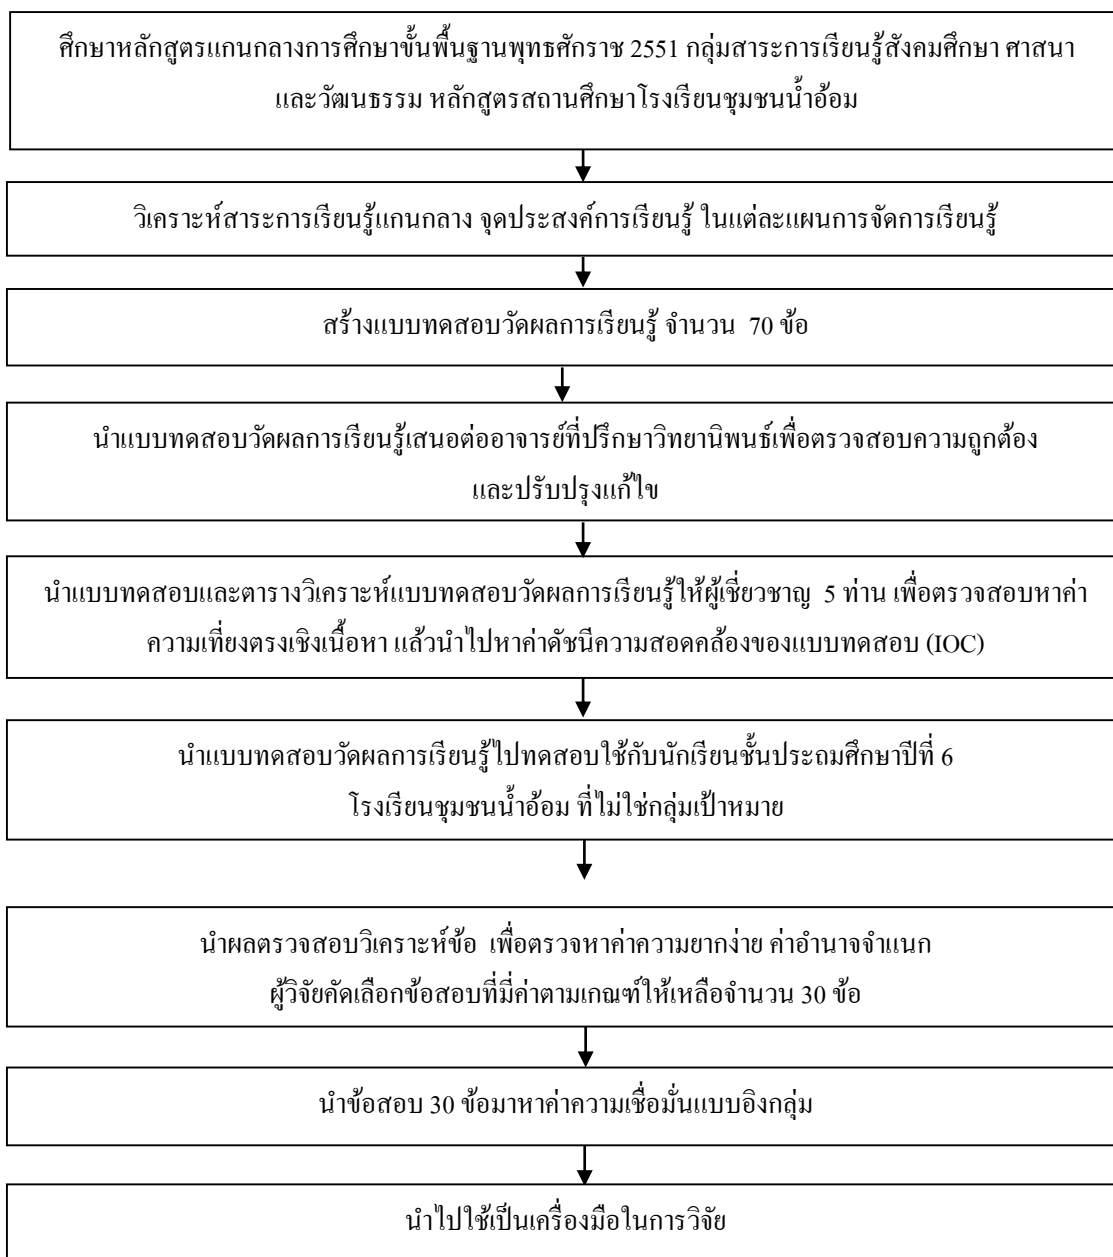 ศึกษาหลักสูตรแกนกลางการศึกษาขั้นพื้นฐานพุทธศักราช 2551 กลุ่มสาระการเรียนรู้สังคมศึกษา ศาสนา
และวัฒนธรรม หลักสูตรสถานศึกษาโรงเรียนชุมชนน้ำอ้อม
วิเคราะห์สาระการเรียนรู้แกนกลาง จุดประสงค์การเรียนรู้ ในแต่ละแผนการจัดการเรียนรู้
สร้างแบบทดสอบวัดผลการเรียนรู้ จำนวน 70 ข้อ
นำแบบทดสอบวัดผลการเรียนรู้เสนอต่ออาจารย์ที่ปรึกษาวิทยานิพนธ์เพื่อตรวจสอบความถูกต้อง
และปรับปรุงแก้ไข
นำแบบทดสอบและตารางวิเคราะห์แบบทดสอบวัดผลการเรียนรู้ให้ผู้เชี่ยวชาญ 5 ท่าน เพื่อตรวจสอบหาค่า
ความเที่ยงตรงเชิงเนื้อหา แล้วนำไปหาค่าดัชนีความสอดคล้องของแบบทดสอบ (IOC)
นำแบบทดสอบวัดผลการเรียนรู้ไปทดสอบใช้กับนักเรียนชั้นประถมศึกษาปีที่ 6
โรงเรียนชุมชนน้ำอ้อม ที่ไม่ใช่กลุ่มเป้าหมาย
นำผลตรวจสอบวิเคราะห์ข้อ เพื่อตรวจหาค่าความยากง่าย ค่าอำนาจจำแนก
ผู้วิจัยคัดเลือกข้อสอบที่มี่ค่าตามเกณฑ์ให้เหลือจำนวน 30 ข้อ
นำข้อสอบ 30 ข้อมาหาค่าความเชื่อมั่นแบบอิงกลุ่ม
นำไปใช้เป็นเครื่องมือในการวิจัย